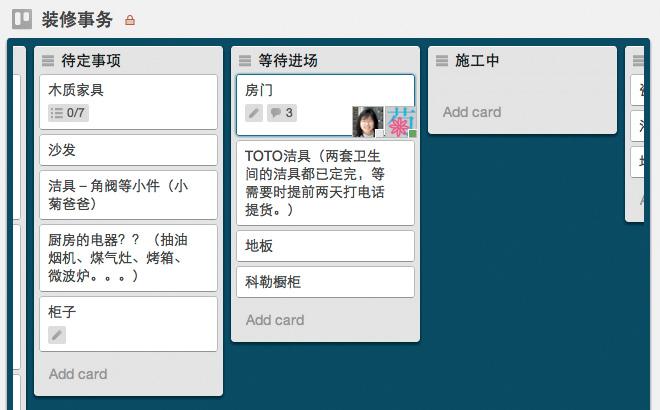 装修事务
待定事项
木质家具
0/7
沙发
洁具－角阀等小件（小
菊爸爸）
厨房的电器？？（抽油
烟机、煤气灶、烤箱、
微波炉。。。）
柜子
Add card
等待进场
房门
3
TOTO洁具（两套卫生
间的洁具都已定完，等
需要时提前两天打电话
提货。）
地板
科勒橱柜
Add card
施工中
Add card